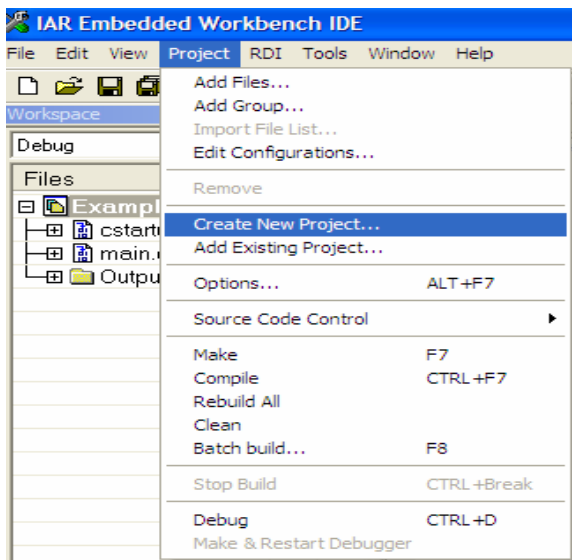 IAR Embedded Workbench IDE
File Edit View Project RDI Tools Window Help
Workspace
Debug
Files
Add Files...
Add Group...
Import File List...
Edit Configurations...
Remove
Create New Project...
Add Existing Project...
Options... ALT+F7
Source Code Control
Make F7
Compile CTRL+F7
Rebuild All
Clean
Batch build... F8
Stop Build CTRL+Break
Debug CTRL+D
Make & Restart Debugger